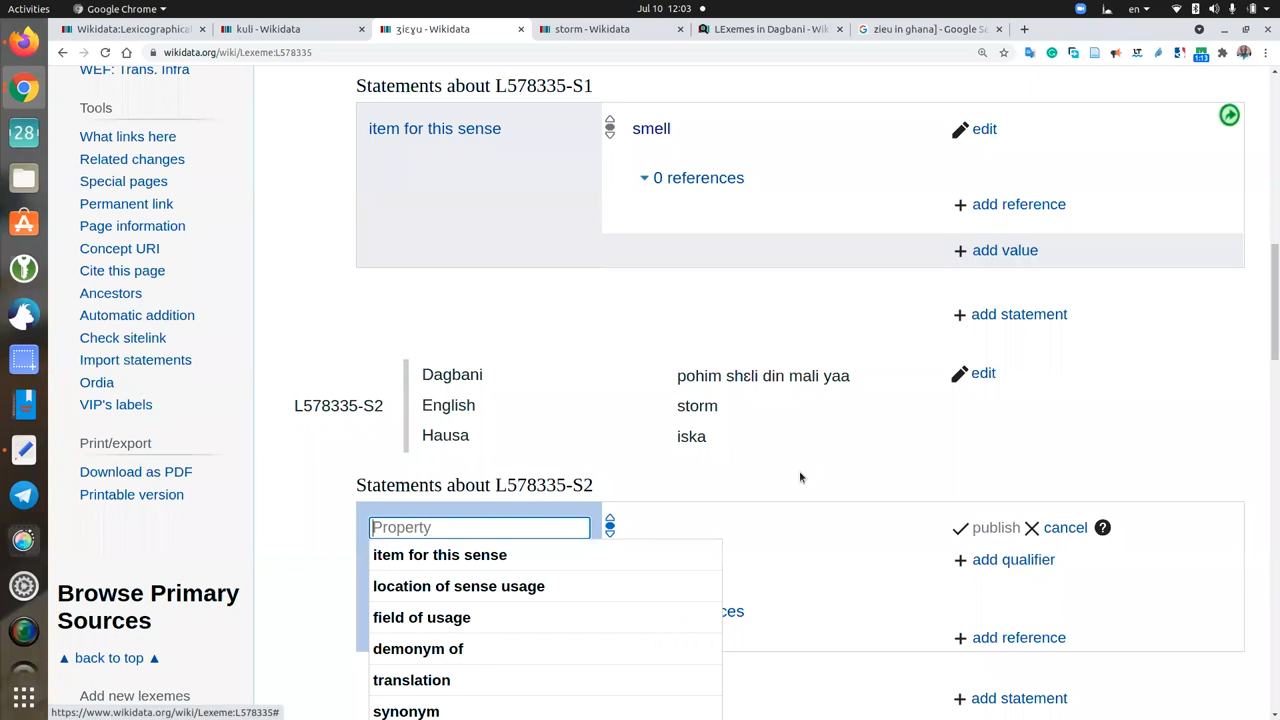 Activities
Google Chrome
Jul 10 12:03
en
Wikidata:Lexicographical
kuli - Wikidata
ʒiɛɣu - Wikidata
storm - Wikidata
LExemes in Dagbani - Wiki
zieu in ghana] - Google Se
wikidata.org/wiki/Lexeme:L578335
1:13
28
WEF: Trans. Infra
Tools
What links here
Related changes
Special pages
Permanent link
Page information
Concept URI
Cite this page
Ancestors
Automatic addition
Check sitelink
Import statements
Ordia
VIP's labels
Print/export
Download as PDF
Printable version
Browse Primary
Sources
▲ back to top ▲
Add new lexemes
https://www.wikidata.org/wiki/Lexeme:L578335#
Statements about L578335-S1
item for this sense
smell
edit
0 references
+ add reference
+ add value
+ add statement
L578335-S2
Dagbani
pohim shɛli din mali yaa
edit
English
storm
Hausa
iska
Statements about L578335-S2
Property
publish
cancel
?
item for this sense
+ add qualifier
location of sense usage
field of usage
ces
+ add reference
demonym of
translation
+ add statement
synonym